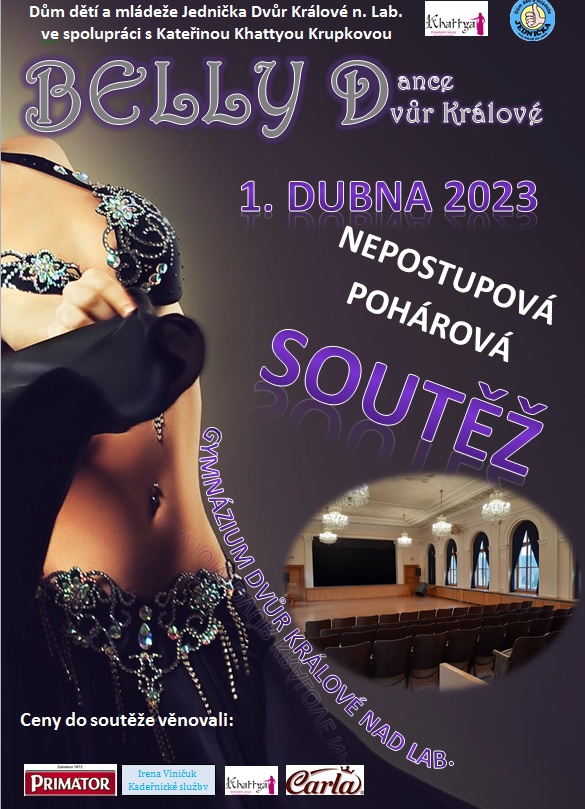 Dům dětí a mládeže Jednička Dvůr Králové n. Lab.
ve spolupráci s Kateřinou Khattyou Krupkovou
Khattya
JEDNIČKA
BELLY Dance
Dvůr Králové
1. DUBNA 2023
NEPOSTUPOVÁ
POHÁROVÁ
SOUTĚŽ
GYMNÁZIUM DVŮR KRÁLOVÉ NAD LAB.
Ceny do soutěže věnovali:
PRIMATOR
Irena Viničuk
Kadeřnické služby
Khattya
Carla